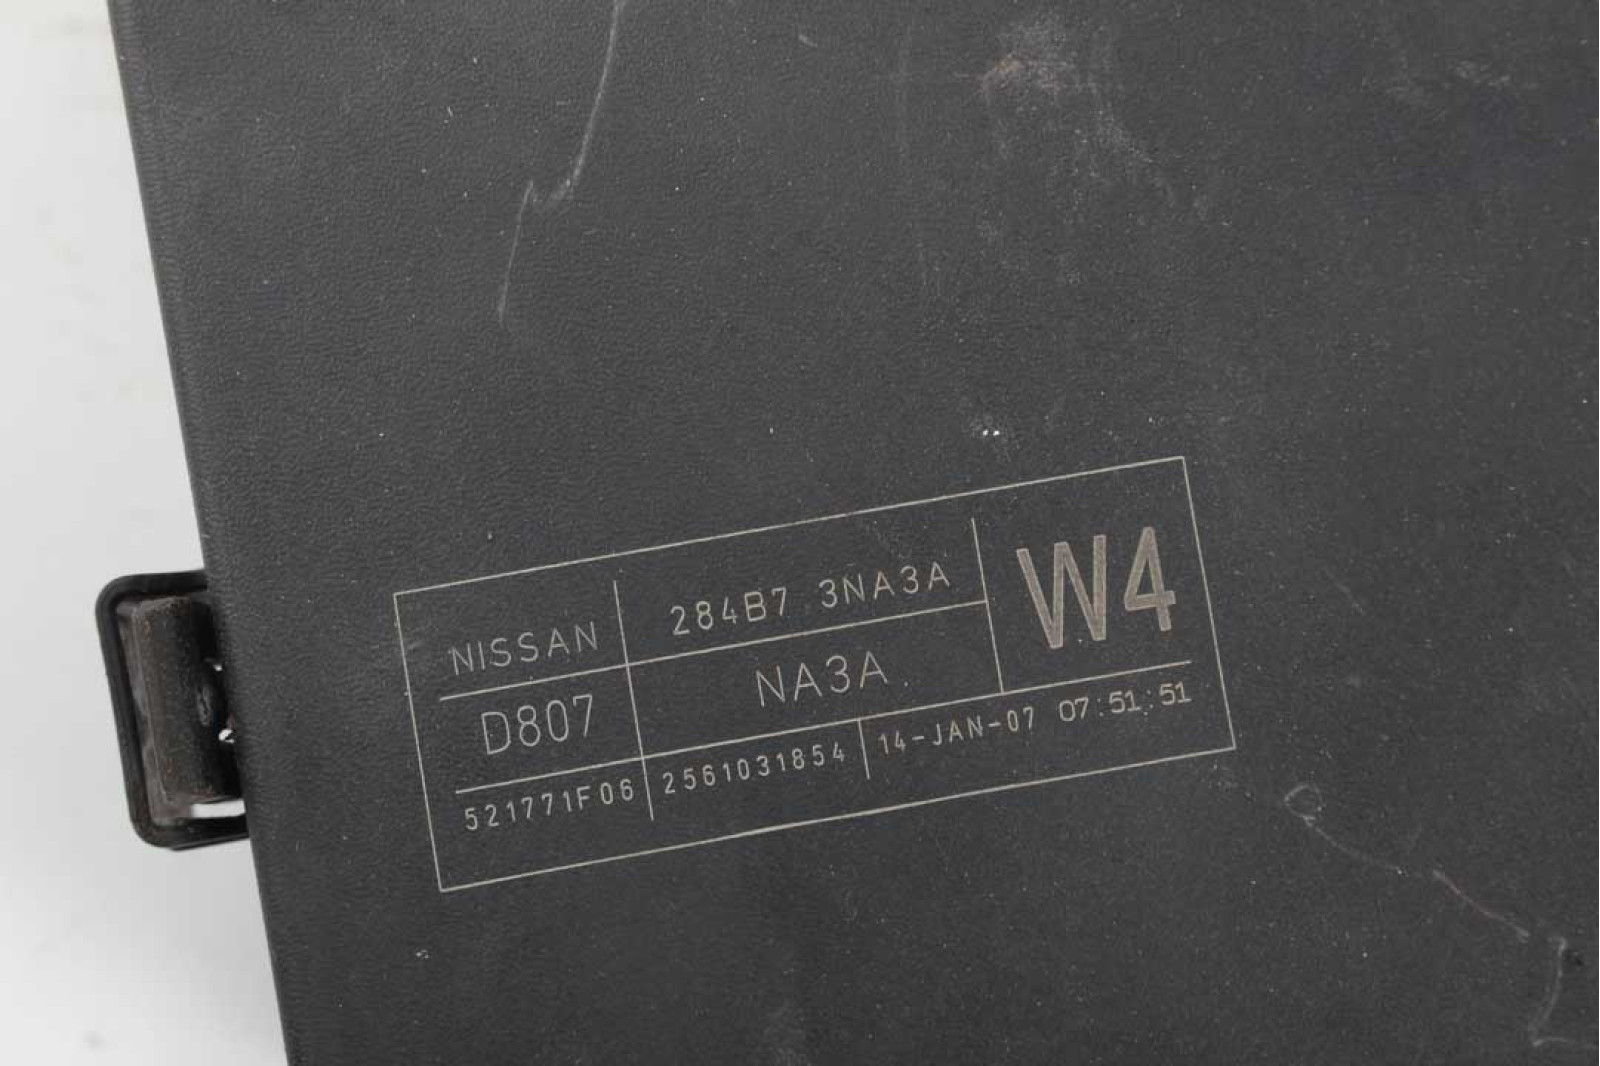 NISSAN 284B7 3NA3A W4
D807 NA3A
521771F06 2561031854 14-JAN-07 07:51:51